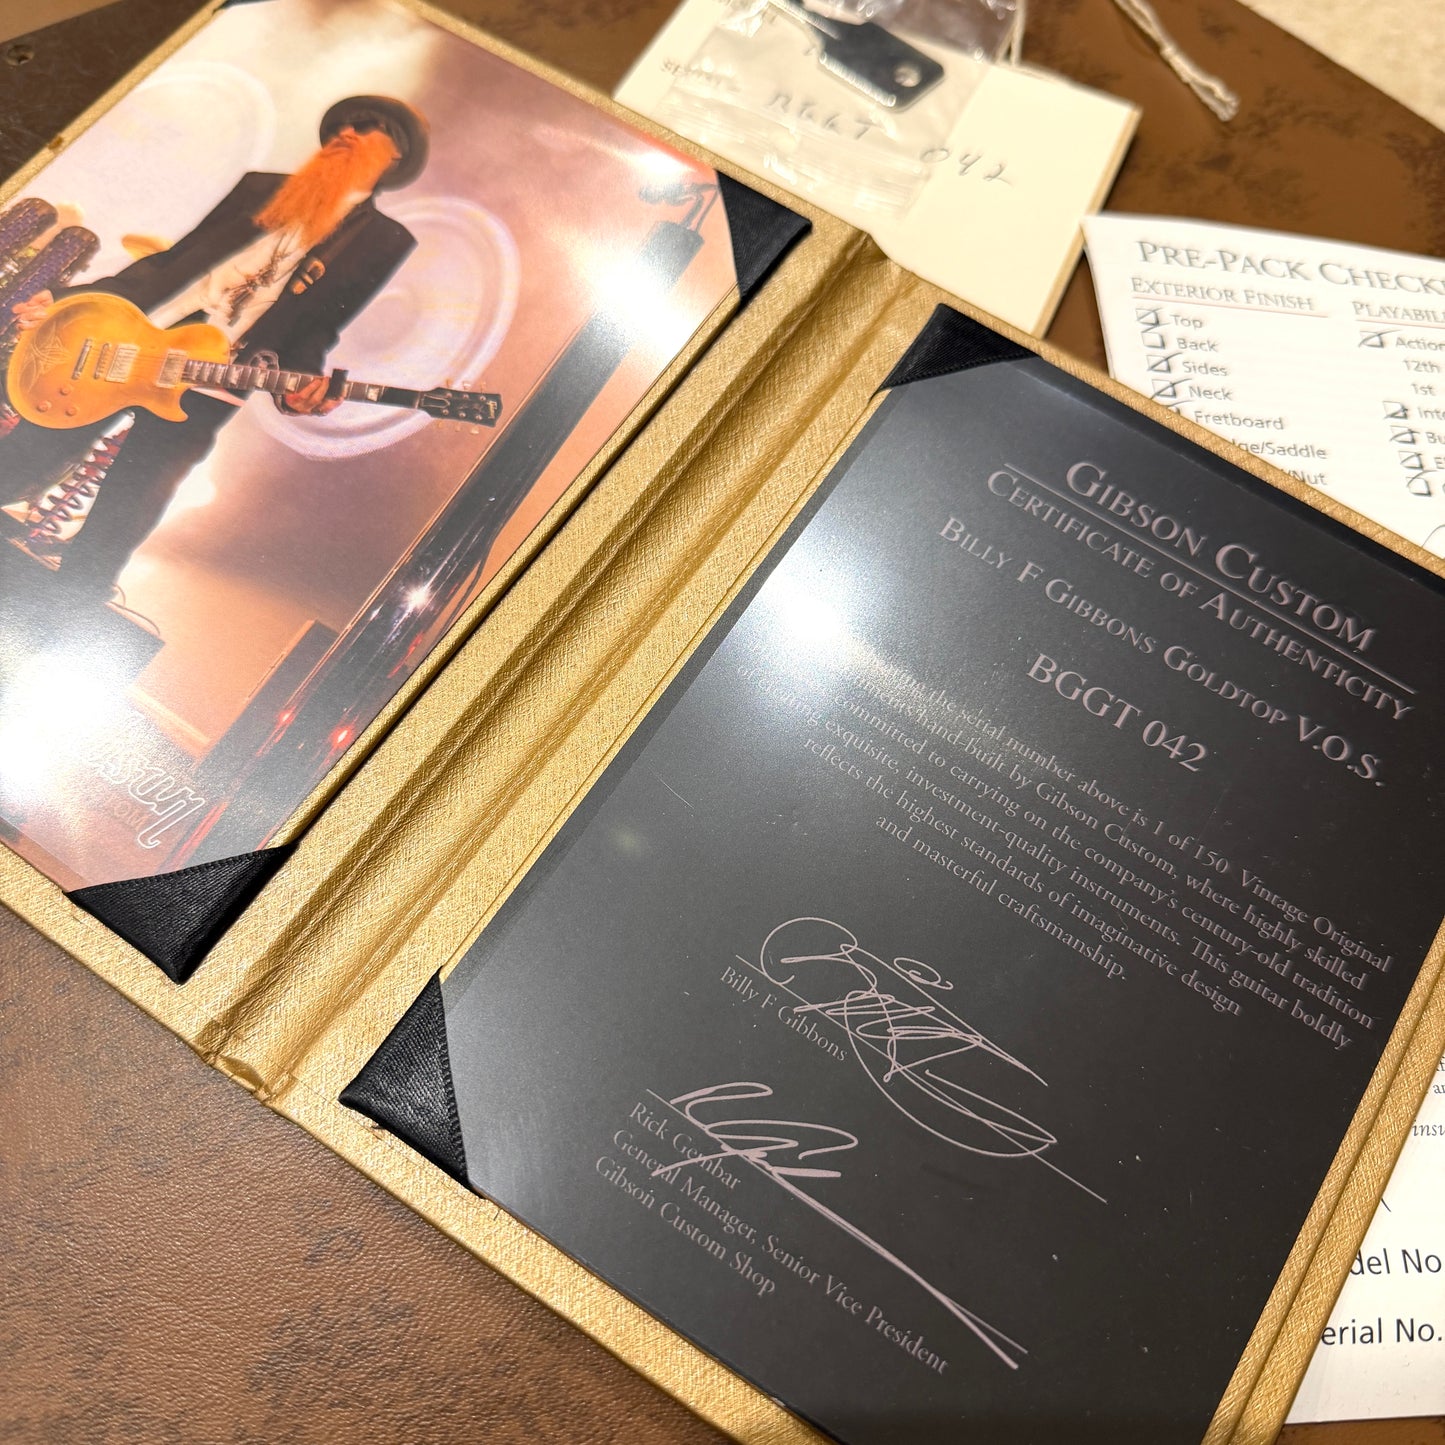 SERIAL BGGT 042
PRE-PACK
EXTERIOR FINISH
Top
Back
Sides
Neck
Fretboard
/Saddle
Nut
Action
12th
1st
GIBSON CUSTOM
CERTIFICATE OF AUTHENTICITY
BILLY F GIBBONS GOLDTOP V.O.S.
BGGT 042
the serial number above is 1 of 150 Vintage Original
hand-built by Gibson Custom, where highly skilled
committed to carrying on the company's century-old tradition
of creating exquisite, investment-quality instruments. This guitar boldly
reflects the highest standards of imaginative design
and masterful craftsmanship.
Billy F Gibbons
Rick Gembar
General Manager, Senior Vice President
Gibson Custom Shop
del No
erial No.